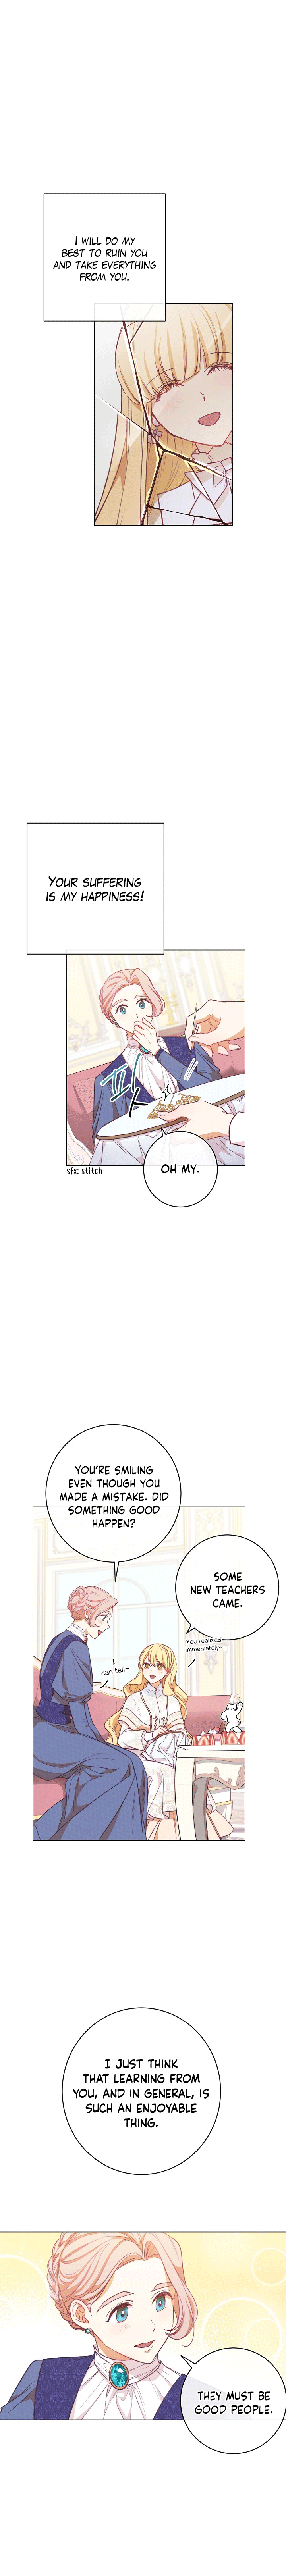 I WILL DO MY
BEST TO RUIN YOU
AND TAKE EVERYTHING
FROM YOU.
YOUR SUFFERING
IS MY HAPPINESS!
sfx: stitch
OH MY.
YOU'RE SMILING
EVEN THOUGH YOU
MADE A MISTAKE. DID
SOMETHING GOOD
HAPPEN?
SOME
NEW TEACHERS
CAME.
You realized
immediately~
I
can tell~
I JUST THINK
THAT LEARNING FROM
YOU, AND IN GENERAL, IS
SUCH AN ENJOYABLE
THING.
THEY MUST BE
GOOD PEOPLE.